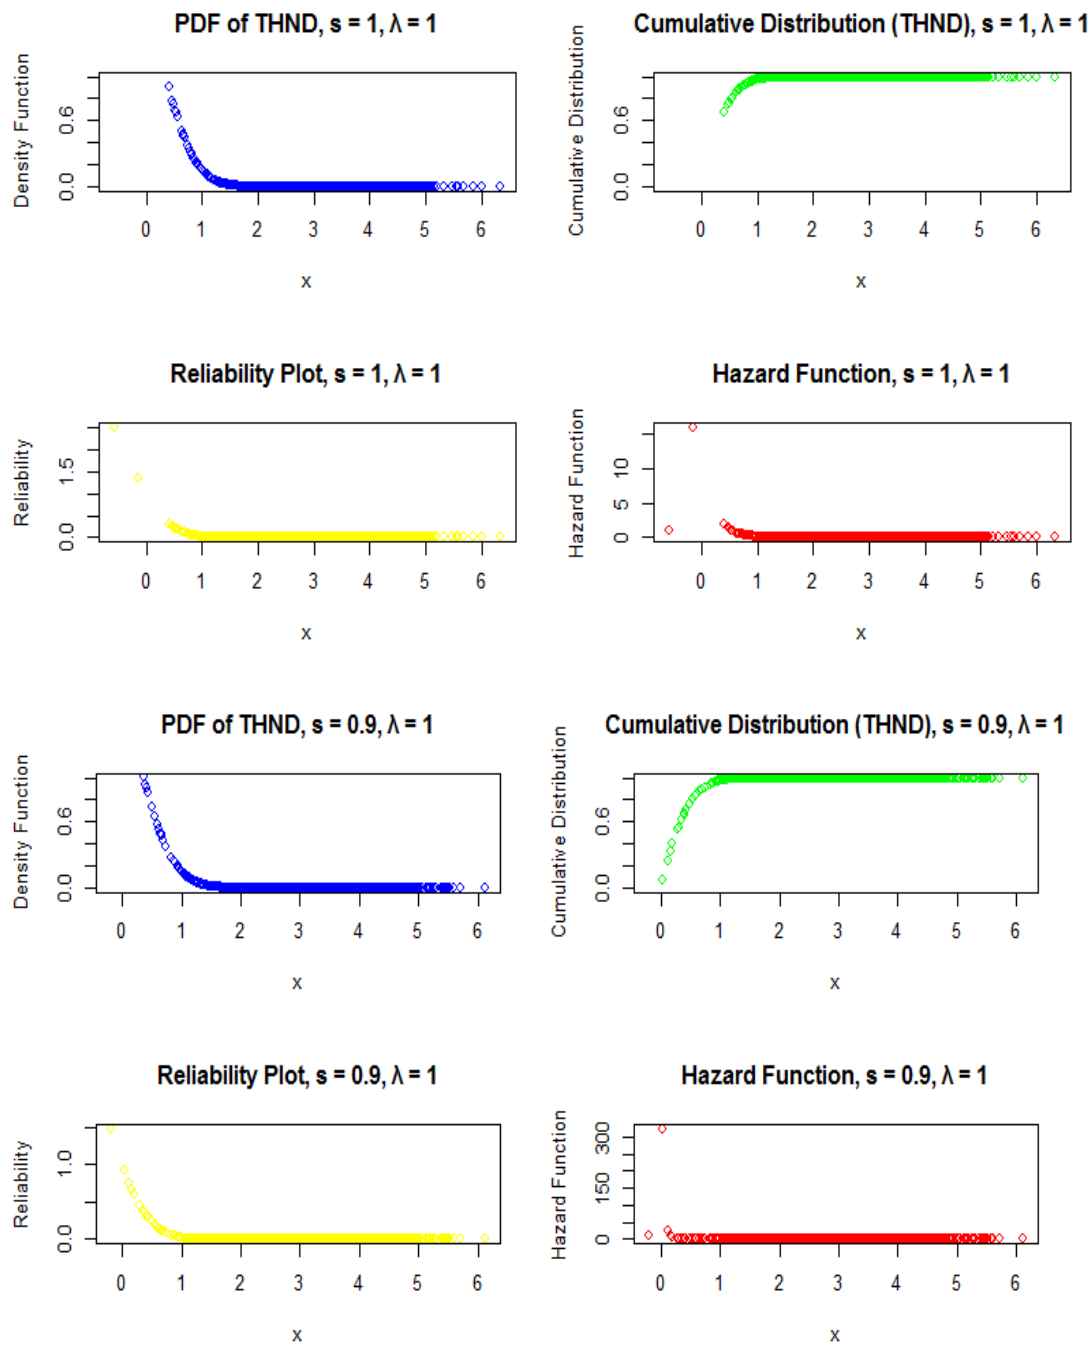 PDF of THND, s = 1, λ = 1
Density Function
0.0 0.6
0 1 2 3 4 5 6
x
Cumulative Distribution (THND), s = 1, λ = 1
Cumulative Distribution
0.0 0.6
0 1 2 3 4 5 6
x
Reliability Plot, s = 1, λ = 1
Reliability
0.0 1.5
0 1 2 3 4 5 6
x
Hazard Function, s = 1, λ = 1
Hazard Function
0 5 10
0 1 2 3 4 5 6
x
PDF of THND, s = 0.9, λ = 1
Density Function
0.0 0.6
0 1 2 3 4 5 6
x
Cumulative Distribution (THND), s = 0.9, λ = 1
Cumulative Distribution
0.0 0.6
0 1 2 3 4 5 6
x
Reliability Plot, s = 0.9, λ = 1
Reliability
0.0 1.0
0 1 2 3 4 5 6
x
Hazard Function, s = 0.9, λ = 1
Hazard Function
0 150 300
0 1 2 3 4 5 6
x